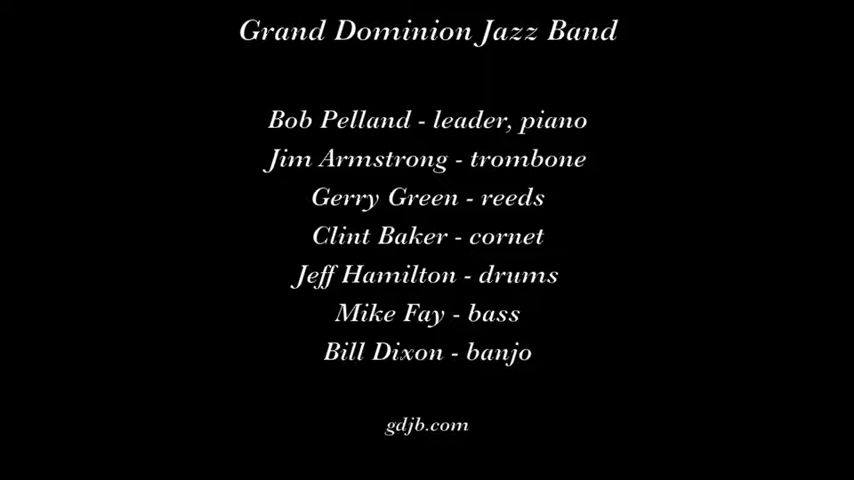 Grand Dominion Jazz Band
Bob Pelland - leader, piano
Jim Armstrong - trombone
Gerry Green - reeds
Clint Baker - cornet
Jeff Hamilton - drums
Mike Fay - bass
Bill Dixon - banjo
gdjb.com